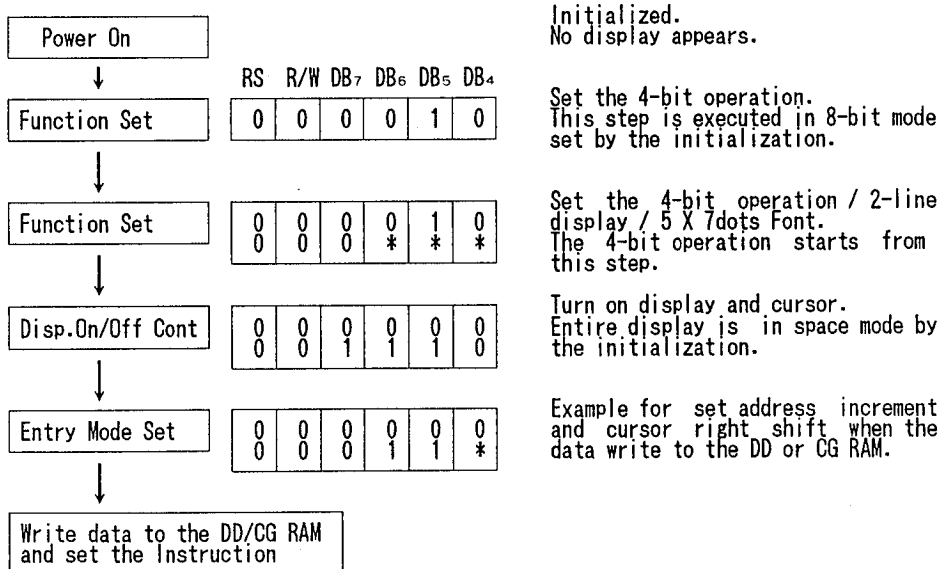 Power On
Initialized.
No display appears.
RS R/W DB7 DB6 DB5 DB4
Function Set
0 0 0 0 1 0
Set the 4-bit operation.
This step is executed in 8-bit mode
set by the initialization.
Function Set
0 0 0 0 1 0
0 0 0 * * *
Set the 4-bit operation / 2-line
display / 5 X 7dots Font.
The 4-bit operation starts from
this step.
Disp.On/Off Cont
0 0 0 0 0 0
0 0 1 1 1 0
Turn on display and cursor.
Entire display is in space mode by
the initialization.
Entry Mode Set
0 0 0 0 0 0
0 0 0 1 1 *
Example for set address increment
and cursor right shift when the
data write to the DD or CG RAM.
Write data to the DD/CG RAM
and set the Instruction